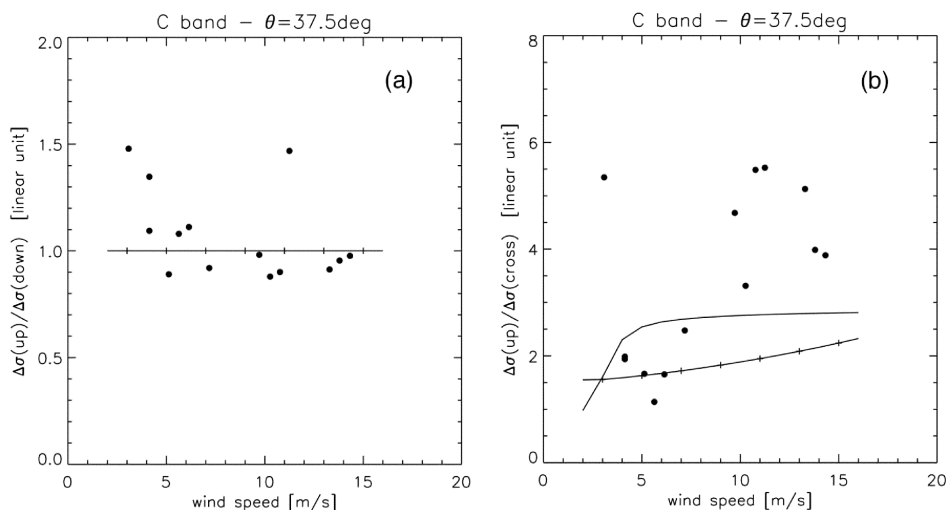 C band – θ=37.5deg
(a)
Δσ(up)/Δσ(down) [linear unit]
2.0
1.5
1.0
0.5
0.0
0 5 10 15 20
wind speed [m/s]
C band – θ=37.5deg
(b)
Δσ(up)/Δσ(cross) [linear unit]
8
6
4
2
0
0 5 10 15 20
wind speed [m/s]